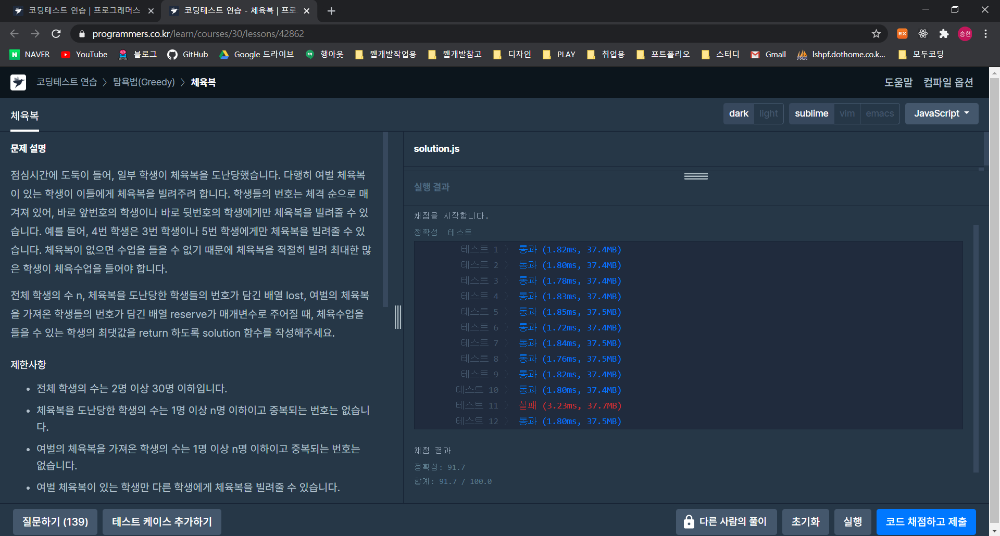 코딩테스트 연습 | 프로그래머스
코딩테스트 연습 - 체육복 | 프로
programmers.co.kr/learn/courses/30/lessons/42862
EX
승현
N NAVER YouTube 블로그 GitHub Google 드라이브 행아웃 웹개발작업용 웹개발참고 디자인 PLAY 취업용 포트폴리오 스터디 Gmail lshpf.dothome.co.k... 모두코딩
코딩테스트 연습 > 탐욕법(Greedy) > 체육복
도움말 컴파일 옵션
체육복
dark light sublime vim emacs JavaScript
문제 설명
점심시간에 도둑이 들어, 일부 학생이 체육복을 도난당했습니다. 다행히 여벌 체육복
이 있는 학생이 이들에게 체육복을 빌려주려 합니다. 학생들의 번호는 체격 순으로 매
겨져 있어, 바로 앞번호의 학생이나 바로 뒷번호의 학생에게만 체육복을 빌려줄 수 있
습니다. 예를 들어, 4번 학생은 3번 학생이나 5번 학생에게만 체육복을 빌려줄 수 있
습니다. 체육복이 없으면 수업을 들을 수 없기 때문에 체육복을 적절히 빌려 최대한 많
은 학생이 체육수업을 들어야 합니다.
전체 학생의 수 n, 체육복을 도난당한 학생들의 번호가 담긴 배열 lost, 여벌의 체육복
을 가져온 학생들의 번호가 담긴 배열 reserve가 매개변수로 주어질 때, 체육수업을
들을 수 있는 학생의 최댓값을 return 하도록 solution 함수를 작성해주세요.
제한사항
• 전체 학생의 수는 2명 이상 30명 이하입니다.
• 체육복을 도난당한 학생의 수는 1명 이상 n명 이하이고 중복되는 번호는 없습니
다.
• 여벌의 체육복을 가져온 학생의 수는 1명 이상 n명 이하이고 중복되는 번호는
없습니다.
• 여벌 체육복이 있는 학생만 다른 학생에게 체육복을 빌려줄 수 있습니다.
solution.js
실행 결과
채점을 시작합니다.
정확성 테스트
테스트 1 〉 통과 (1.82ms, 37.4MB)
테스트 2 〉 통과 (1.80ms, 37.4MB)
테스트 3 〉 통과 (1.78ms, 37.4MB)
테스트 4 〉 통과 (1.83ms, 37.4MB)
테스트 5 〉 통과 (1.85ms, 37.5MB)
테스트 6 〉 통과 (1.72ms, 37.4MB)
테스트 7 〉 통과 (1.84ms, 37.5MB)
테스트 8 〉 통과 (1.76ms, 37.5MB)
테스트 9 〉 통과 (1.82ms, 37.4MB)
테스트 10 〉 통과 (1.80ms, 37.4MB)
테스트 11 〉 실패 (3.23ms, 37.7MB)
테스트 12 〉 통과 (1.80ms, 37.5MB)
채점 결과
정확성: 91.7
합계: 91.7 / 100.0
질문하기 (139) 테스트 케이스 추가하기 다른 사람의 풀이 초기화 실행 코드 채점하고 제출